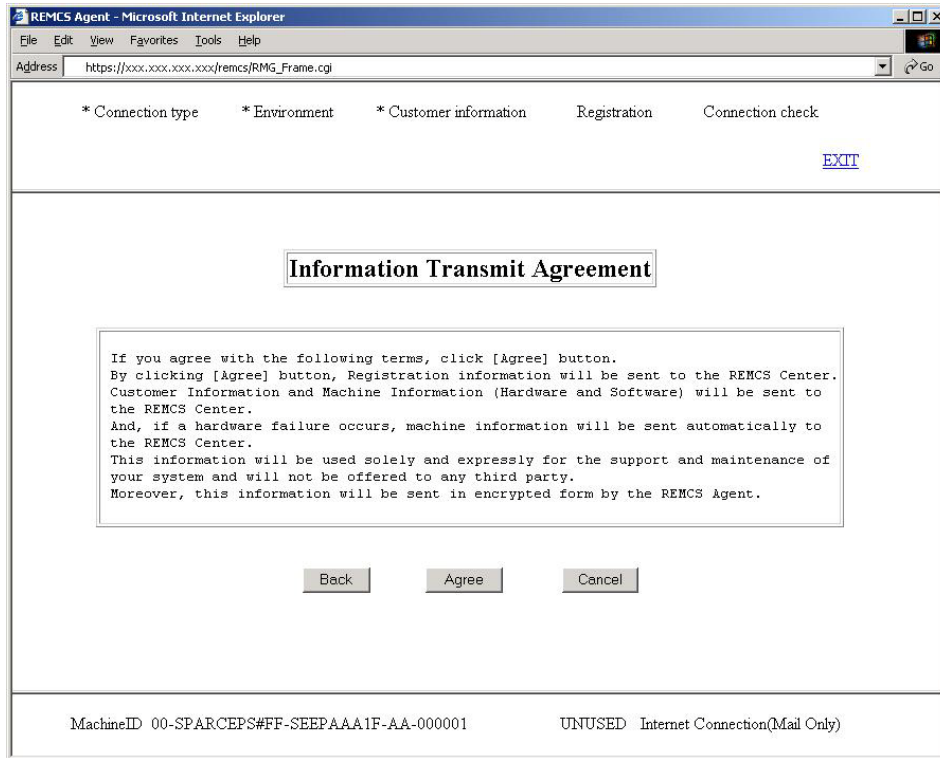 REMCS Agent - Microsoft Internet Explorer
File Edit View Favorites Tools Help
Address https://xxx.xxx.xxx.xxx/remcs/RMG_Frame.cgi Go
* Connection type * Environment * Customer information Registration Connection check
EXIT
Information Transmit Agreement
If you agree with the following terms, click [Agree] button.
By clicking [Agree] button, Registration information will be sent to the REMCS Center.
Customer Information and Machine Information (Hardware and Software) will be sent to
the REMCS Center.
And, if a hardware failure occurs, machine information will be sent automatically to
the REMCS Center.
This information will be used solely and expressly for the support and maintenance of
your system and will not be offered to any third party.
Moreover, this information will be sent in encrypted form by the REMCS Agent.
Back Agree Cancel
MachineID 00-SPARCEPS#FF-SEEPAAA1F-AA-000001 UNUSED Internet Connection(Mail Only)